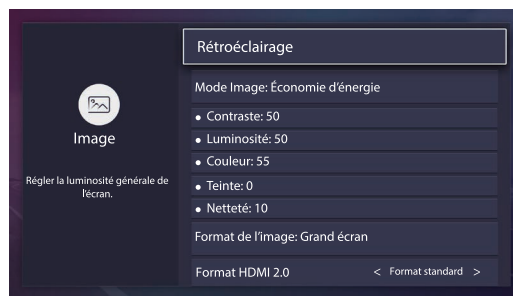 Rétroéclairage
Image
Régler la luminosité générale de
l'écran.
Mode Image: Économie d'énergie
• Contraste: 50
• Luminosité: 50
• Couleur: 55
• Teinte: 0
• Netteté: 10
Format de l'image: Grand écran
Format HDMI 2.0 < Format standard >